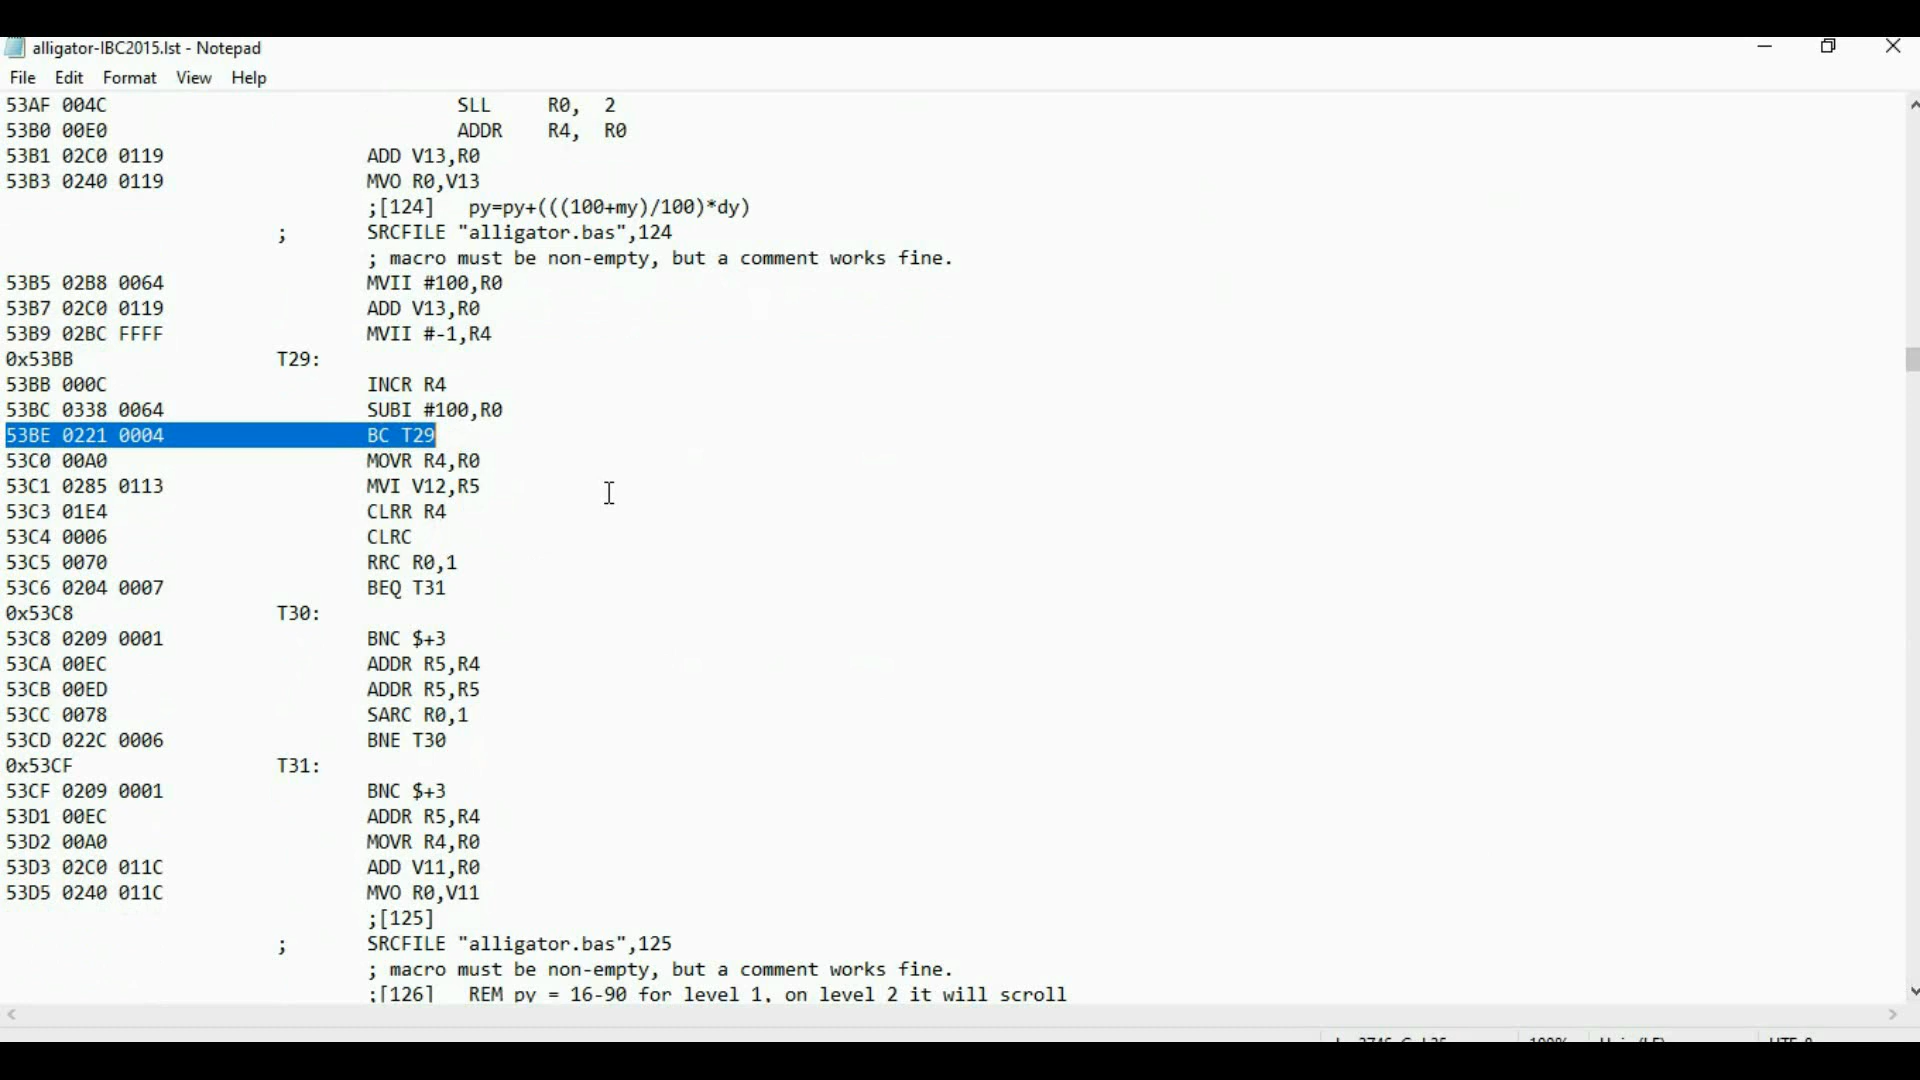 alligator-IBC2015.lst - Notepad
File Edit Format View Help
53AF 004C SLL R0, 2
53B0 00E0 ADDR R4, R0
53B1 02C0 0119 ADD V13,R0
53B3 0240 0119 MVO R0,V13
;[124] py=py+(((100+my)/100)*dy)
; SRCFILE "alligator.bas",124
; macro must be non-empty, but a comment works fine.
53B5 02B8 0064 MVII #100,R0
53B7 02C0 0119 ADD V13,R0
53B9 02BC FFFF MVII #-1,R4
0x53BB T29:
53BB 000C INCR R4
53BC 0338 0064 SUBI #100,R0
53BE 0221 0004 BC T29
53C0 00A0 MOVR R4,R0
53C1 0285 0113 MVI V12,R5
53C3 01E4 CLRR R4
53C4 0006 CLRC
53C5 0070 RRC R0,1
53C6 0204 0007 BEQ T31
0x53C8 T30:
53C8 0209 0001 BNC $+3
53CA 00EC ADDR R5,R4
53CB 00ED ADDR R5,R5
53CC 0078 SARC R0,1
53CD 022C 0006 BNE T30
0x53CF T31:
53CF 0209 0001 BNC $+3
53D1 00EC ADDR R5,R4
53D2 00A0 MOVR R4,R0
53D3 02C0 011C ADD V11,R0
53D5 0240 011C MVO R0,V11
;[125]
; SRCFILE "alligator.bas",125
; macro must be non-empty, but a comment works fine.
;[126] REM py = 16-90 for level 1, on level 2 it will scroll